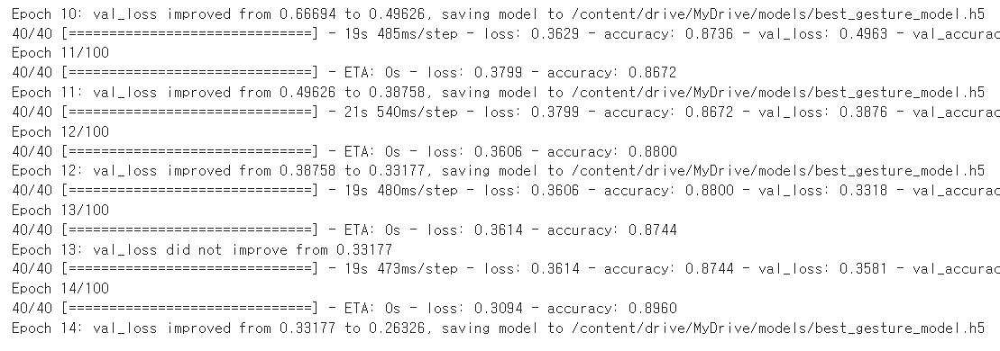 Epoch 10: val_loss improved from 0.66694 to 0.49626, saving model to /content/drive/MyDrive/models/best_gesture_model.h5
40/40 [==============================] - 19s 485ms/step - loss: 0.3629 - accuracy: 0.8736 - val_loss: 0.4963 - val_accurac
Epoch 11/100
40/40 [==============================] - ETA: 0s - loss: 0.3799 - accuracy: 0.8672
Epoch 11: val_loss improved from 0.49626 to 0.38758, saving model to /content/drive/MyDrive/models/best_gesture_model.h5
40/40 [==============================] - 21s 540ms/step - loss: 0.3799 - accuracy: 0.8672 - val_loss: 0.3876 - val_accurac
Epoch 12/100
40/40 [==============================] - ETA: 0s - loss: 0.3606 - accuracy: 0.8800
Epoch 12: val_loss improved from 0.38758 to 0.33177, saving model to /content/drive/MyDrive/models/best_gesture_model.h5
40/40 [==============================] - 19s 480ms/step - loss: 0.3606 - accuracy: 0.8800 - val_loss: 0.3318 - val_accurac
Epoch 13/100
40/40 [==============================] - ETA: 0s - loss: 0.3614 - accuracy: 0.8744
Epoch 13: val_loss did not improve from 0.33177
40/40 [==============================] - 19s 473ms/step - loss: 0.3614 - accuracy: 0.8744 - val_loss: 0.3581 - val_accurac
Epoch 14/100
40/40 [==============================] - ETA: 0s - loss: 0.3094 - accuracy: 0.8960
Epoch 14: val_loss improved from 0.33177 to 0.26326, saving model to /content/drive/MyDrive/models/best_gesture_model.h5